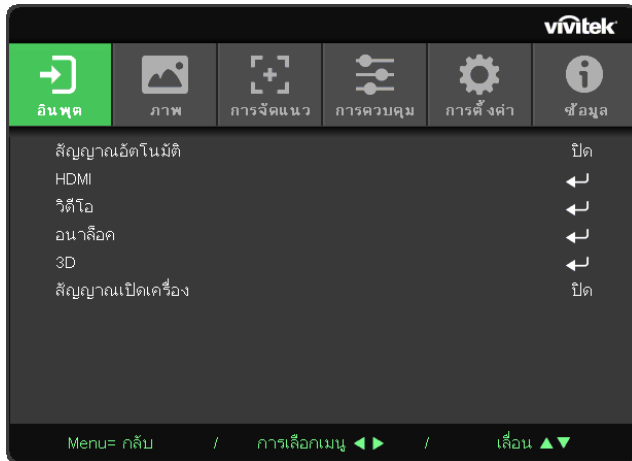 vivitek
อินพุต ภาพ การจัดแนว การควบคุม การตั้งค่า ข้อมูล
สัญญาณอัตโนมัติ ปิด
HDMI
วิดีโอ
อนาล็อค
3D
สัญญาณเปิดเครื่อง ปิด
Menu= กลับ / การเลือกเมนู ◀ ▶ / เลื่อน ▲▼